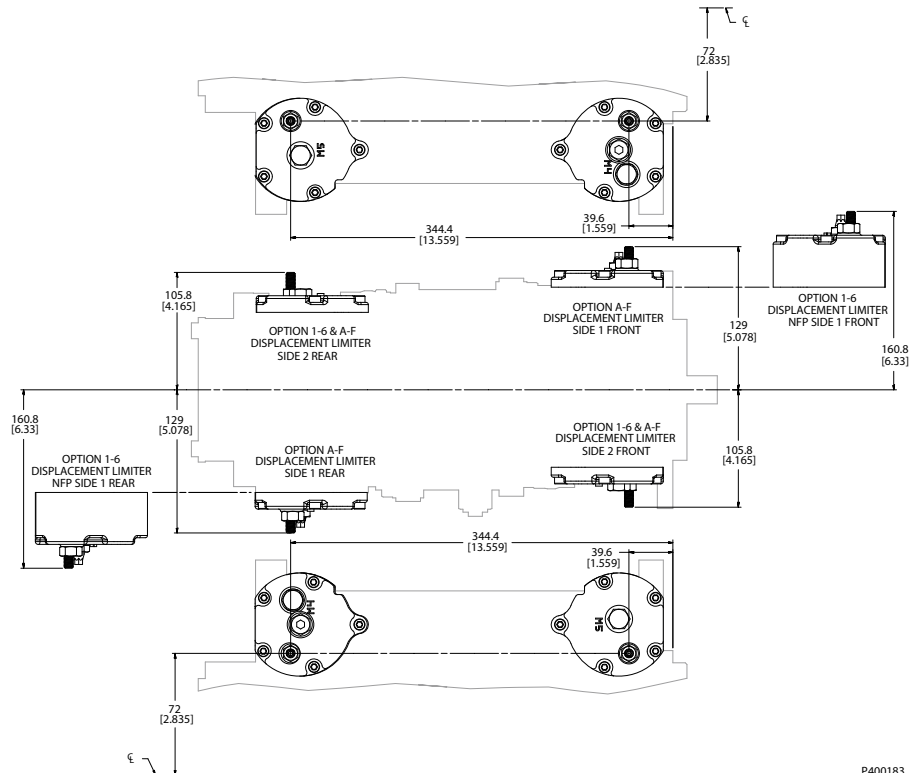 ℄
72
[2.835]
M5
M4
39.6
[1.559]
344.4
[13.559]
105.8
[4.165]
OPTION 1-6 & A-F
DISPLACEMENT LIMITER
SIDE 2 REAR
OPTION A-F
DISPLACEMENT LIMITER
SIDE 1 FRONT
OPTION 1-6
DISPLACEMENT LIMITER
NFP SIDE 1 FRONT
129
[5.078]
160.8
[6.33]
160.8
[6.33]
129
[5.078]
OPTION 1-6
DISPLACEMENT LIMITER
NFP SIDE 1 REAR
OPTION A-F
DISPLACEMENT LIMITER
SIDE 1 REAR
OPTION 1-6 & A-F
DISPLACEMENT LIMITER
SIDE 2 FRONT
105.8
[4.165]
344.4
[13.559]
39.6
[1.559]
M4
M5
72
[2.835]
℄
P400183